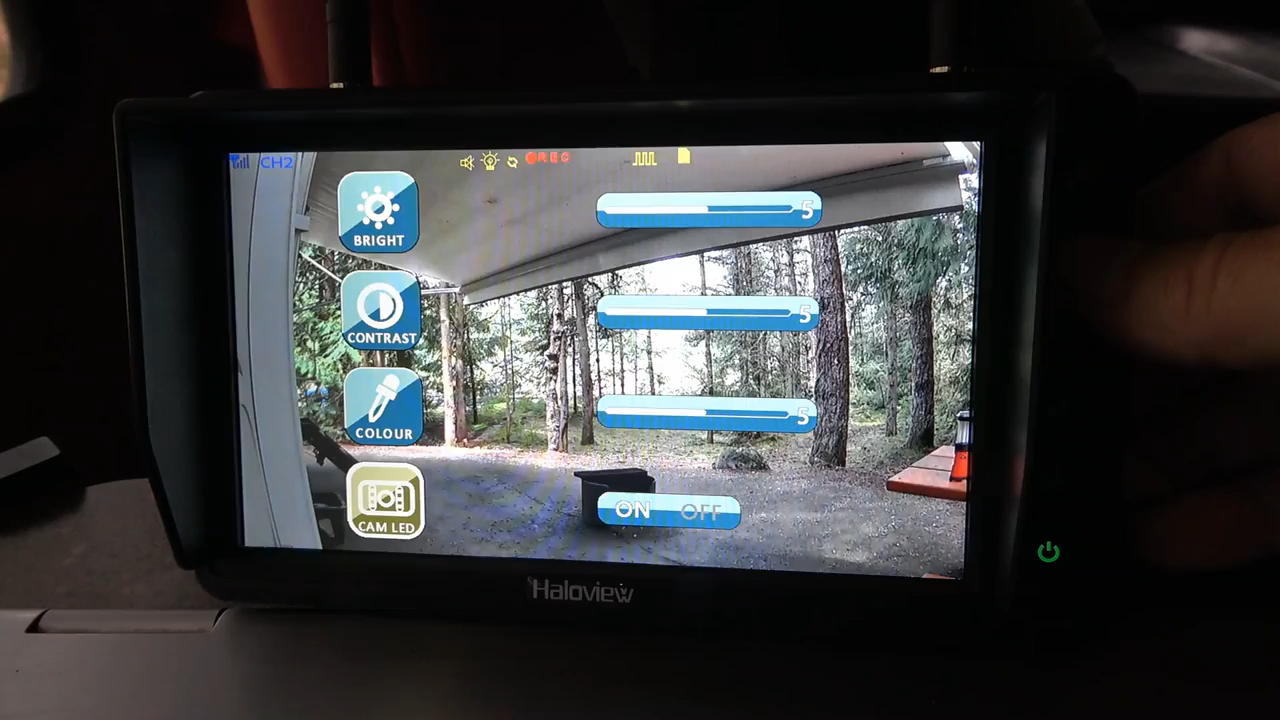 CH2
REC
BRIGHT
5
CONTRAST
5
COLOUR
5
CAM LED
ON OFF
Haloview